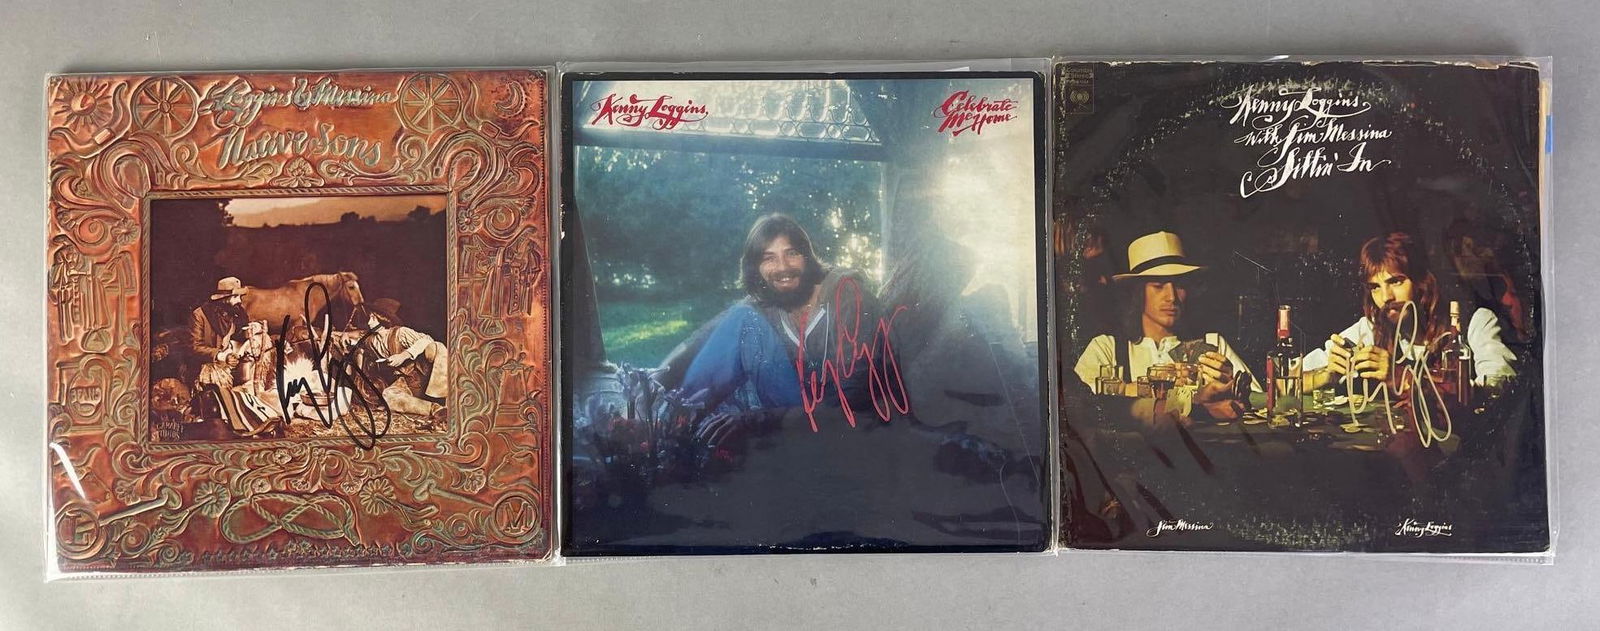 Loggins & Messina
Native Sons
L
M
Kenny Loggins
Celebrate
Me Home
Kenny Loggins
With Jim Messina
Sittin' In
Jim Messina
Kenny Loggins